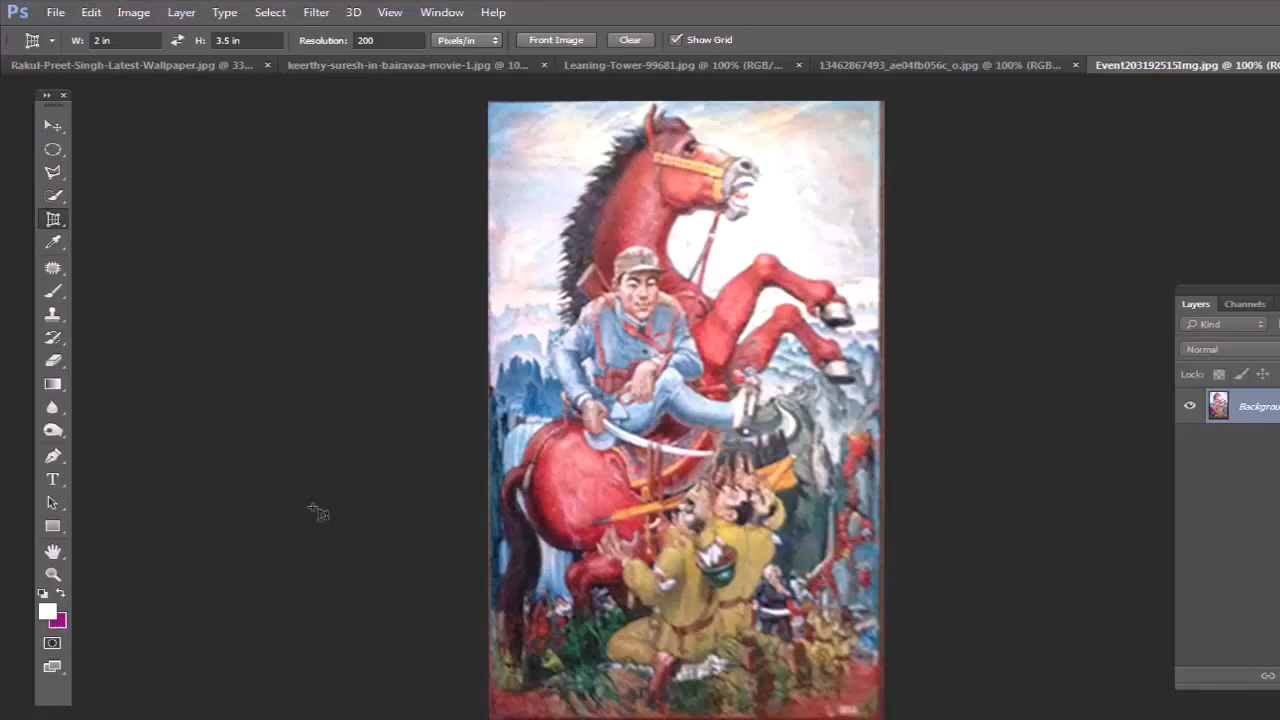 Ps File Edit Image Layer Type Select Filter 3D View Window Help
W: 2 in H: 3.5 in Resolution: 200 Pixels/in Front Image Clear Show Grid
Rakul-Preet-Singh-Latest-Wallpaper.jpg @ 33... × keerthy-suresh-in-bairavaa-movie-1.jpg @ 10... × Leaning-Tower-99681.jpg @ 100% (RGB/... × 13462867493_ae04fb056c_o.jpg @ 100% (RGB... × Event203192515Img.jpg @ 100% (RG
Layers Channels
Kind
Normal
Lock:
Backgrou
T